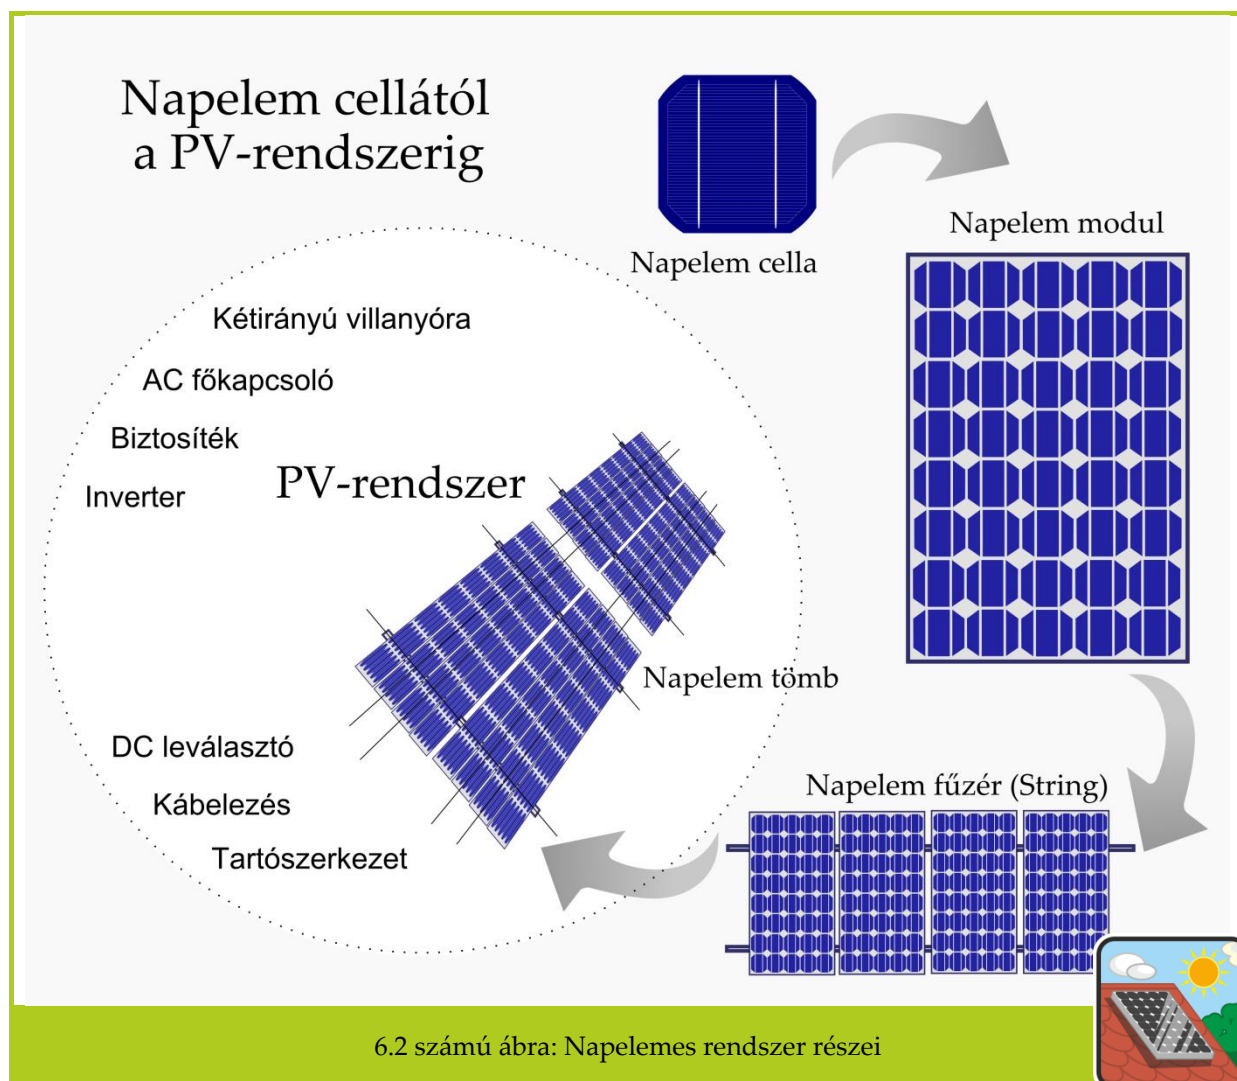 Napelem cellától
a PV-rendszerig
Napelem cella
Napelem modul
Kétirányú villanyóra
AC főkapcsoló
Biztosíték
Inverter
PV-rendszer
Napelem tömb
DC leválasztó
Kábelezés
Tartószerkezet
Napelem fűzér (String)
6.2 számú ábra: Napelemes rendszer részei